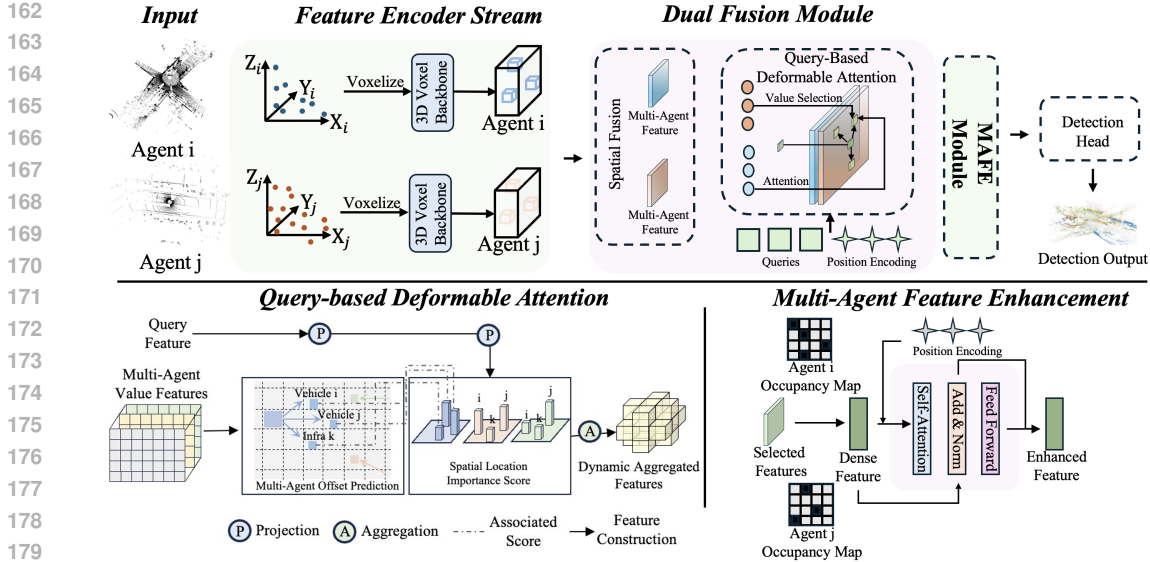 162
163
164
165
166
167
168
169
170
171
172
173
174
175
176
177
178
179
Input
Feature Encoder Stream
Dual Fusion Module
Agent i
Agent j
Zi
Yi
Xi
Voxelize
3D Voxel
Backbone
Agent i
Zj
Yj
Xj
Voxelize
3D Voxel
Backbone
Agent j
Spatial Fusion
Multi-Agent
Feature
Multi-Agent
Feature
Query-Based
Deformable Attention
Value Selection
Attention
Queries
Position Encoding
MAFE
Module
Detection
Head
Detection Output
Query-based Deformable Attention
Query
Feature
P
P
Multi-Agent
Value Features
Vehicle i
Vehicle j
Infra k
Multi-Agent Offset Prediction
i
k
j
i
k
j
Spatial Location
Importance Score
A
Dynamic Aggregated
Features
P Projection
A Aggregation
Associated
Score
Feature
Construction
Multi-Agent Feature Enhancement
Agent i
Occupancy Map
Position Encoding
Selected
Features
Dense
Feature
Self-Attention
Add & Norm
Feed Forward
Enhanced
Feature
Agent j
Occupancy Map